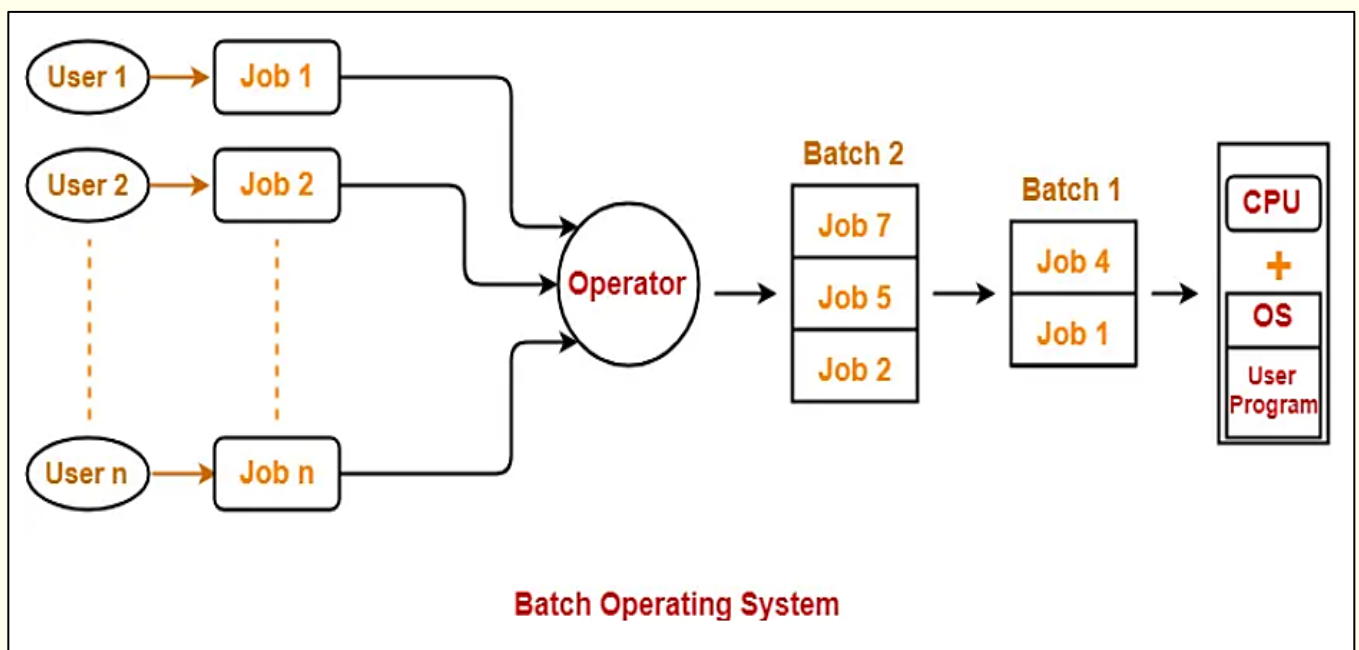 User 1
Job 1
User 2
Job 2
User n
Job n
Operator
Batch 2
Job 7
Job 5
Job 2
Batch 1
Job 4
Job 1
CPU
+
OS
User
Program
Batch Operating System